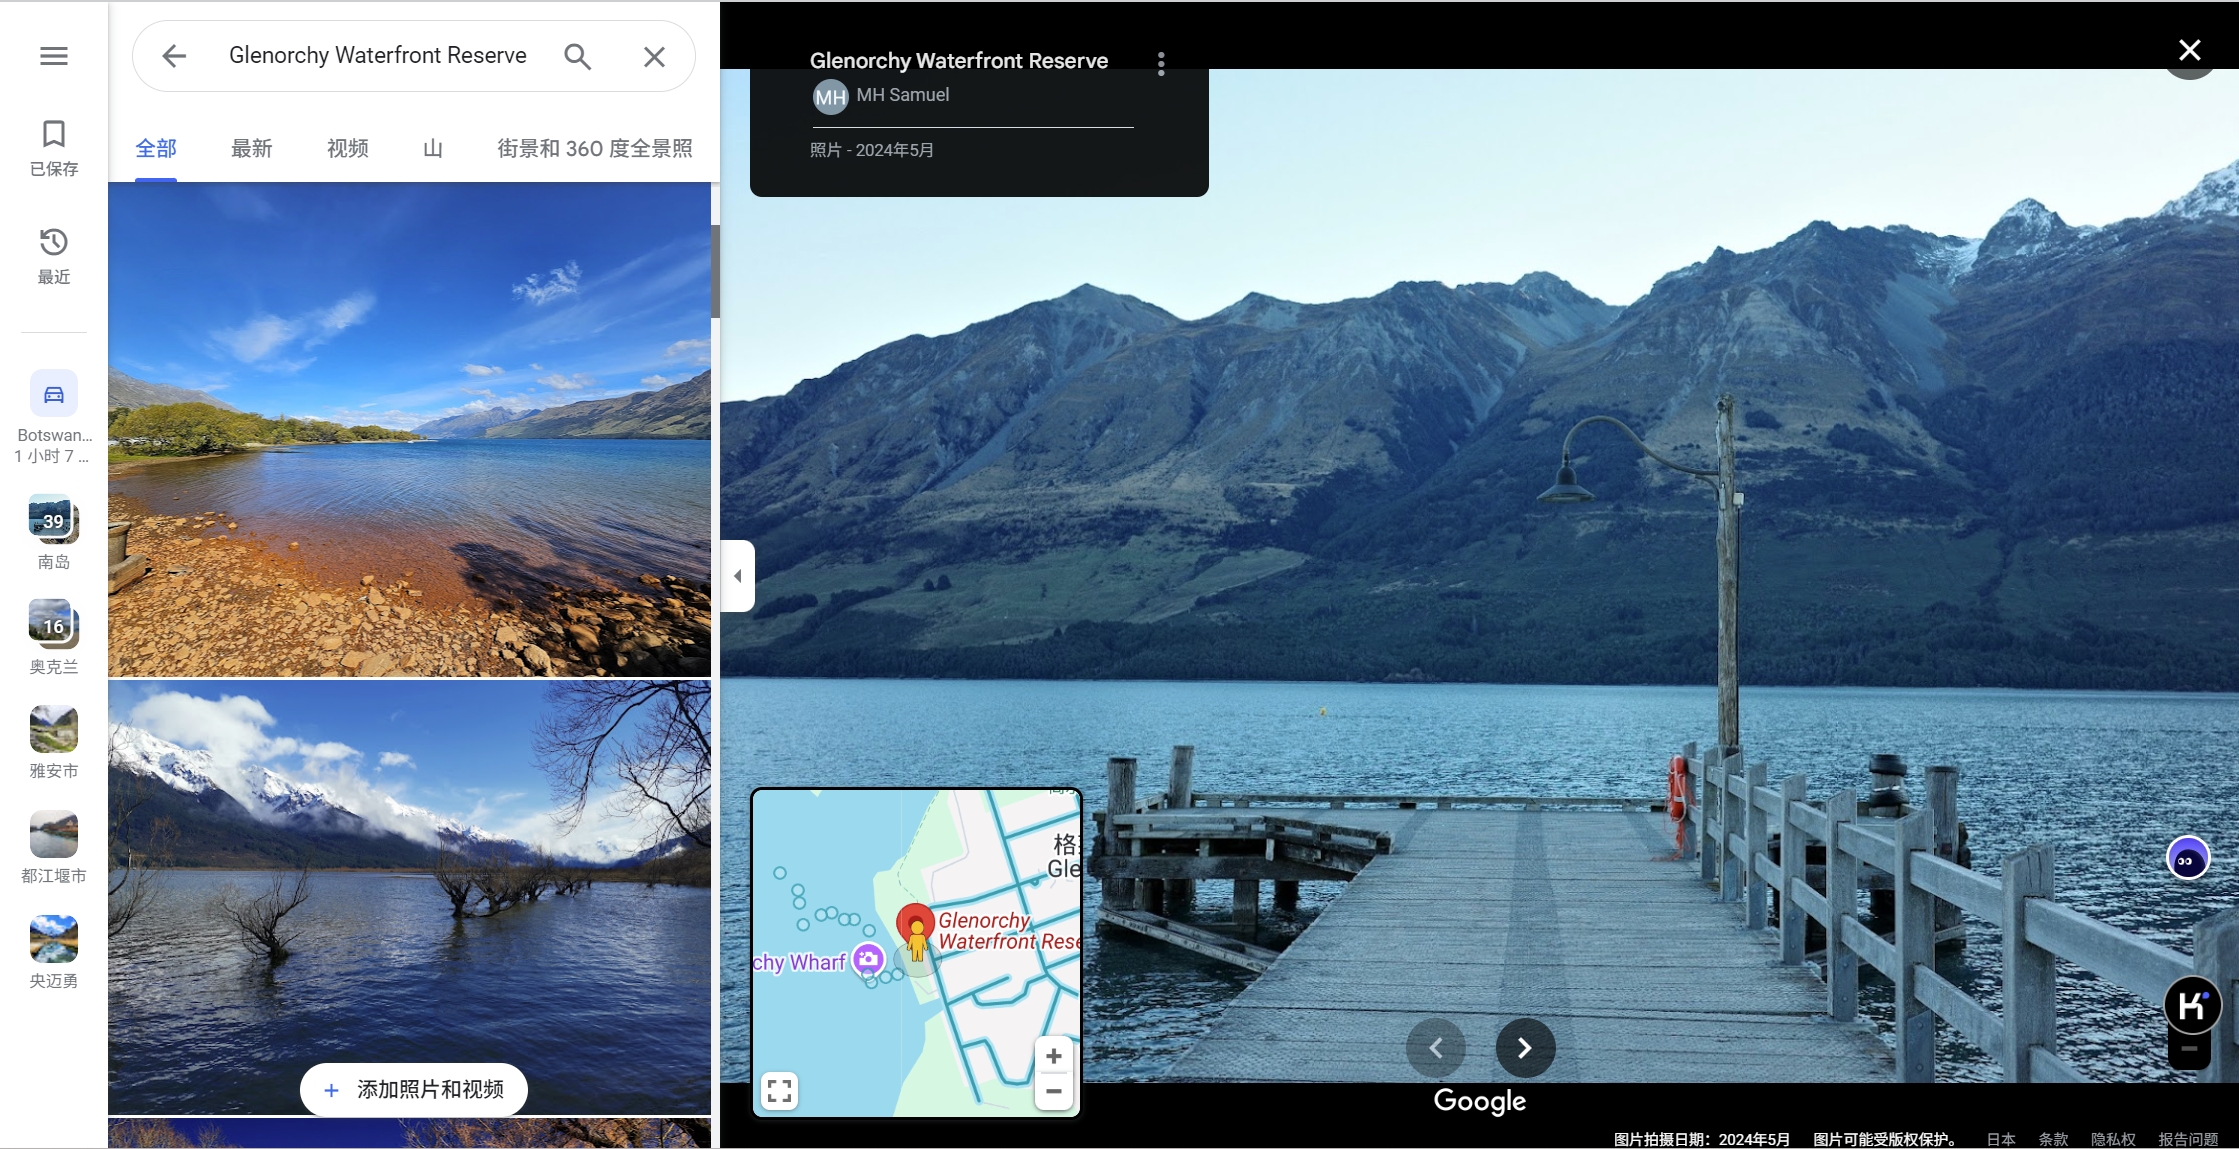 Glenorchy Waterfront Reserve
已保存
最近
Botswan...
1 小时 7 ...
39
南岛
16
奥克兰
雅安市
都江堰市
央迈勇
全部
最新
视频
山
街景和 360 度全景照
添加照片和视频
Glenorchy Waterfront Reserve
MH
MH Samuel
照片 - 2024年5月
Gle
Glenorchy
Waterfront Rese
chy Wharf
Google
图片拍摄日期：2024年5月
图片可能受版权保护。
日本
条款
隐私权
报告问题